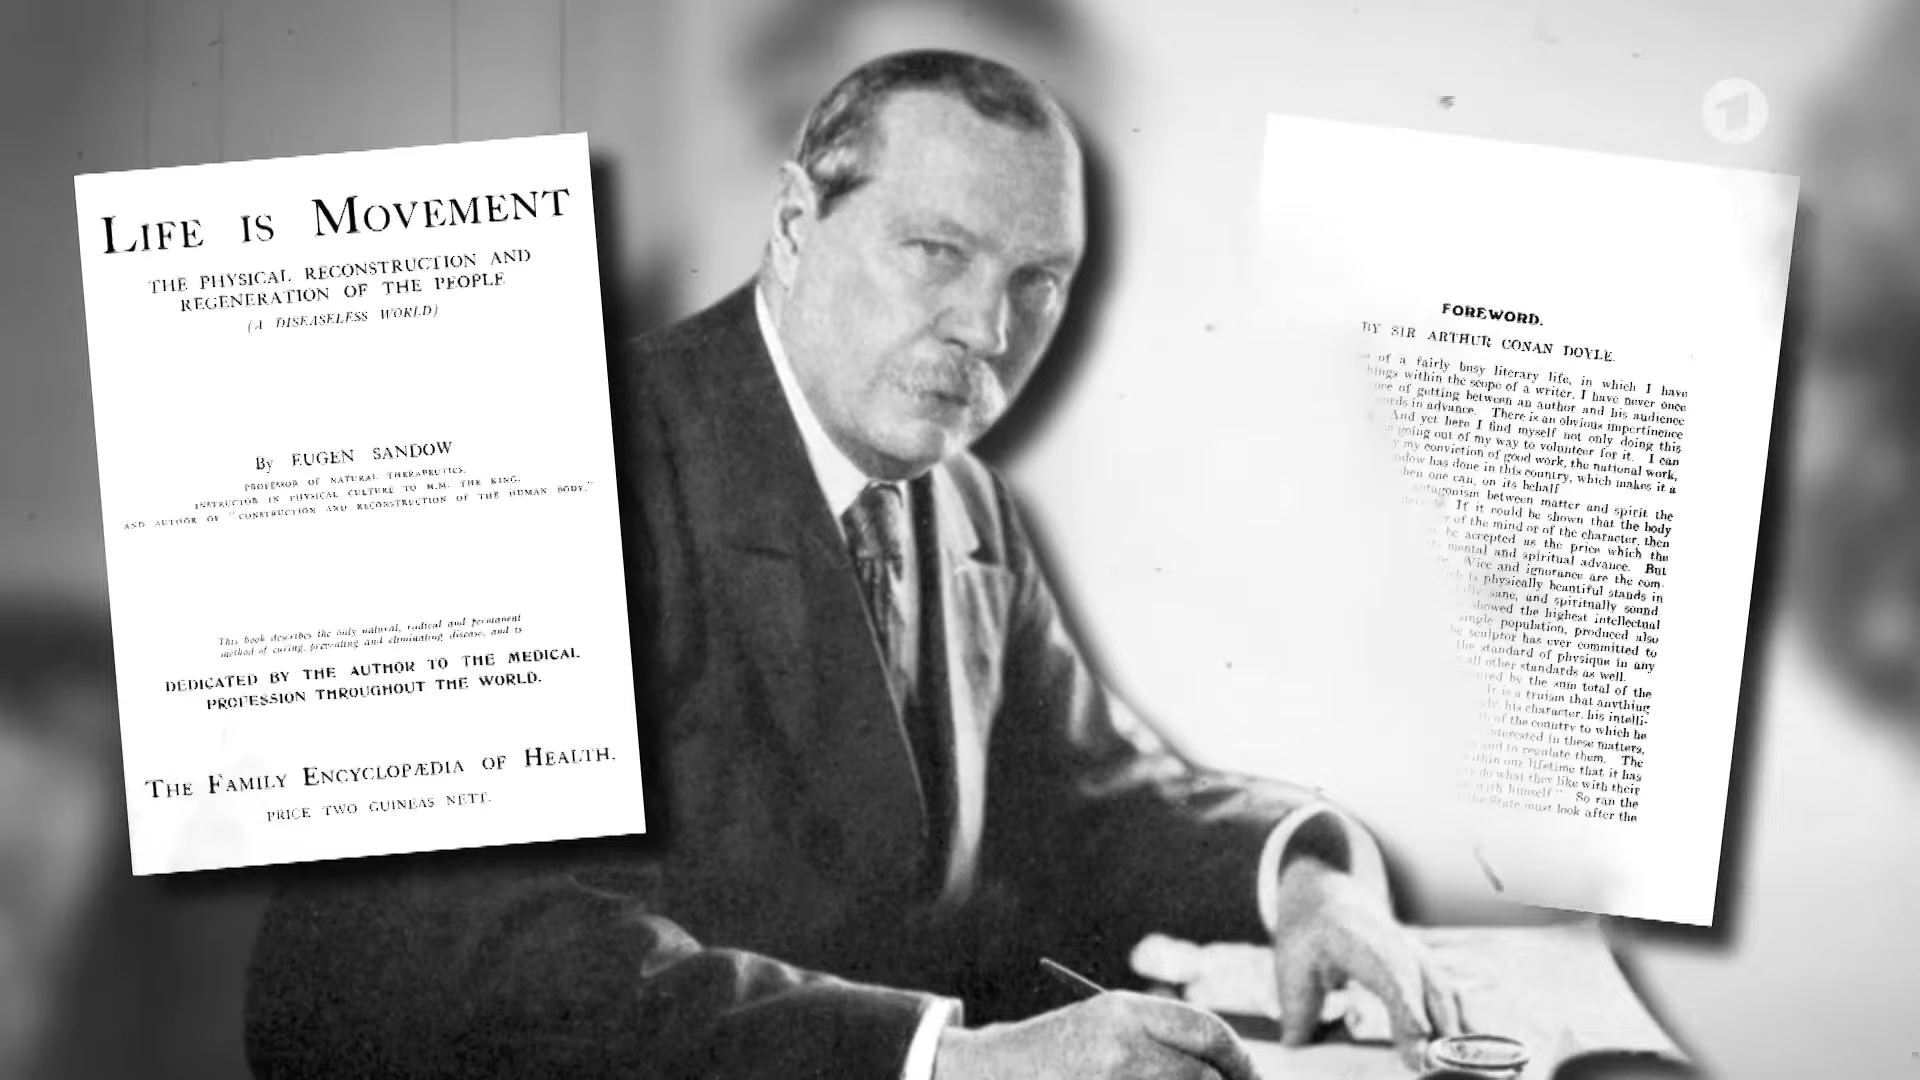 LIFE IS MOVEMENT
THE PHYSICAL RECONSTRUCTION AND
REGENERATION OF THE PEOPLE
(A DISEASELESS WORLD)
By EUGEN SANDOW
PROFESSOR OF NATURAL THERAPEUTICS.
INSTRUCTOR IN PHYSICAL CULTURE TO H.M. THE KING.
AND AUTHOR OF "CONSTRUCTION AND RECONSTRUCTION OF THE HUMAN BODY."
This book describes the only natural, radical and permanent
method of curing, preventing and eliminating disease, and is
DEDICATED BY THE AUTHOR TO THE MEDICAL
PROFESSION THROUGHOUT THE WORLD.
THE FAMILY ENCYCLOPÆDIA OF HEALTH.
PRICE TWO GUINEAS NETT.
1
FOREWORD.
BY SIR ARTHUR CONAN DOYLE.
of a fairly busy literary life, in which I have
within the scope of a writer, I have never once
of getting between an author and his audience
in advance. There is an obvious impertinence
And yet here I find myself not only doing this
going out of my way to volunteer for it. I can
my conviction of good work, the national work,
has done in this country, which makes it a
one can, on its behalf
antagonism between matter and spirit the
If it could be shown that the body
of the mind or of the character, then
be accepted as the price which the
mental and spiritual advance. But
Vice and ignorance are the com-
is physically beautiful stands in
sane, and spiritually sound.
showed the highest intellectual
single population, produced also
sculptor has ever committed to
the standard of physique in any
all other standards as well.
by the sum total of the
It is a truism that anything
his character, his intelli-
of the country to which he
interested in these matters,
and to regulate them. The
within our lifetime that it has
do what they like with their
with himself" So ran the
the State must look after the